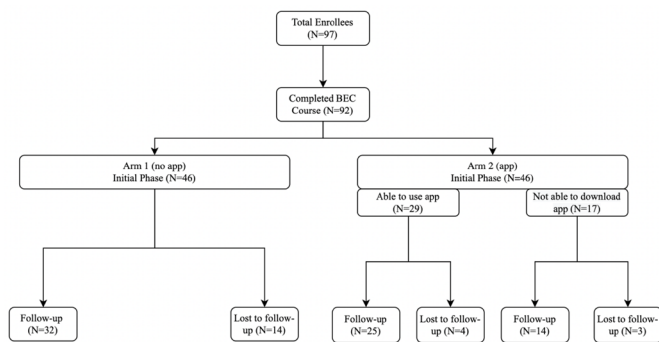 Total Enrollees
(N=97)
Completed BEC
Course (N=92)
Arm 1 (no app)
Initial Phase (N=46)
Arm 2 (app)
Initial Phase (N=46)
Able to use app
(N=29)
Not able to download
app (N=17)
Follow-up
(N=32)
Lost to follow-
up (N=14)
Follow-up
(N=25)
Lost to follow-
up (N=4)
Follow-up
(N=14)
Lost to follow-
up (N=3)